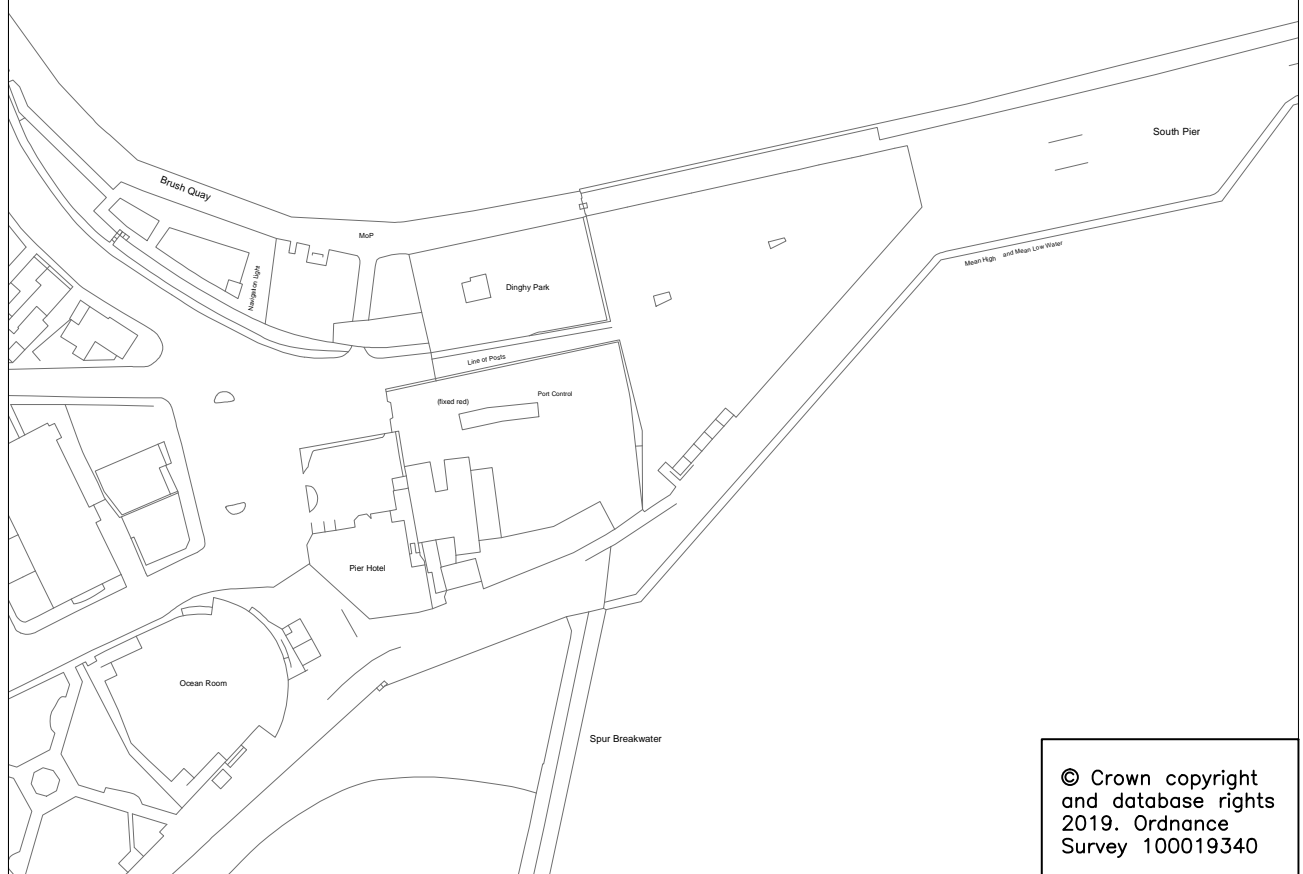 South Pier
Brush Quay
MoP
Mean High and Mean Low Water
Navigation Light
Dinghy Park
Line of Posts
Port Control
(fixed red)
Pier Hotel
Ocean Room
Spur Breakwater
© Crown copyright
and database rights
2019. Ordnance
Survey 100019340